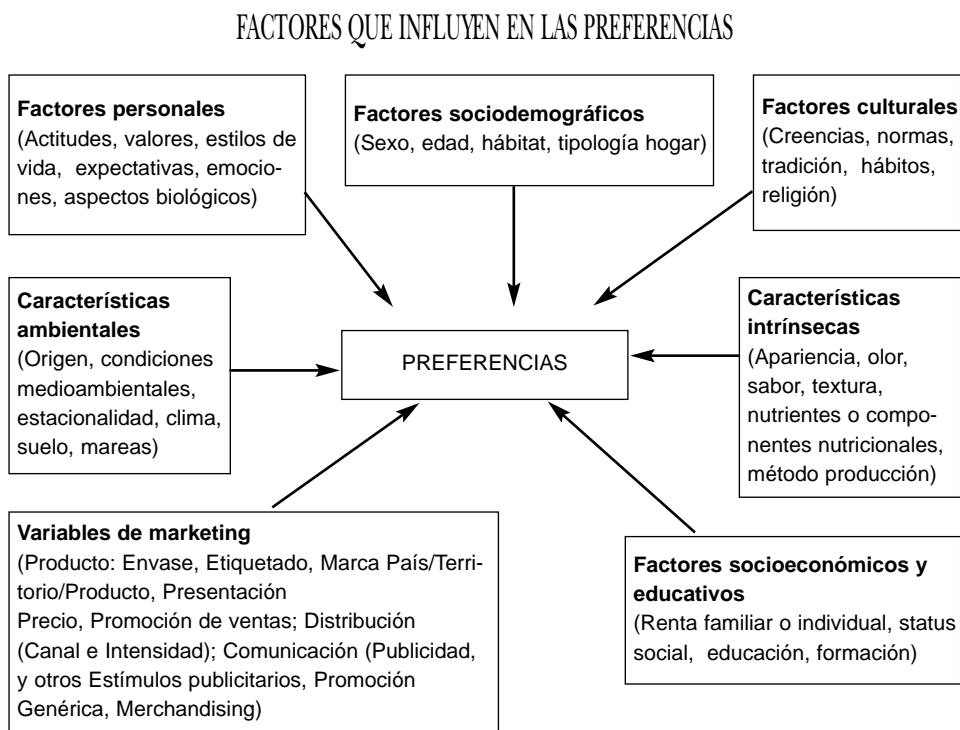 FACTORES QUE INFLUYEN EN LAS PREFERENCIAS
Factores personales
(Actitudes, valores, estilos de
vida, expectativas, emocio-
nes, aspectos biológicos)
Factores sociodemográficos
(Sexo, edad, hábitat, tipología hogar)
Factores culturales
(Creencias, normas,
tradición, hábitos,
religión)
Característícas
ambientales
(Origen, condiciones
medioambientales,
estacionalidad, clima,
suelo, mareas)
PREFERENCIAS
Característícas
intrínsecas
(Apariencia, olor,
sabor, textura,
nutrientes o compo-
nentes nutricionales,
método producción)
Variables de marketing
(Producto: Envase, Etiquetado, Marca País/Terri-
torio/Producto, Presentación
Precio, Promoción de ventas; Distribución
(Canal e Intensidad); Comunicación (Publicidad,
y otros Estímulos publicitarios, Promoción
Genérica, Merchandising)
Factores socioeconómicos y
educativos
(Renta familiar o individual, status
social, educación, formación)